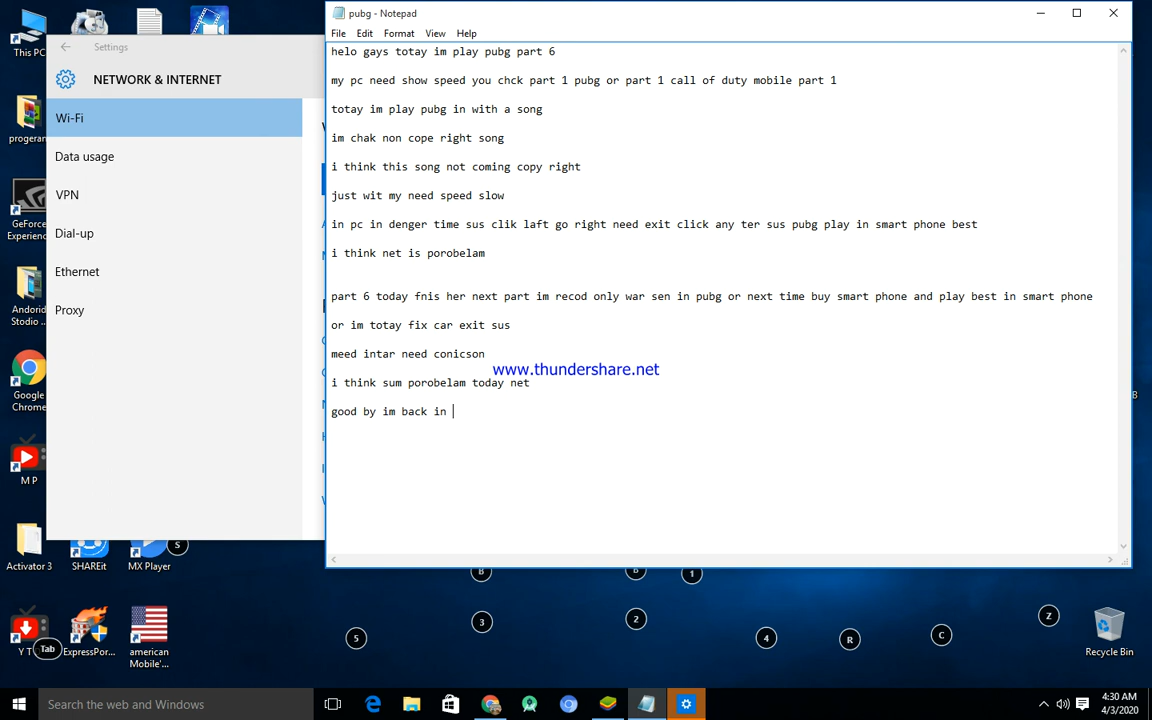 This PC
progeran
GeForce
Experienc
Andorid
Studio ...
Google
Chrome
M P
Activator 3
SHAREit
MX Player
S
Tab
ExpressPor...
american
Mobile'...
Settings
NETWORK & INTERNET
Wi-Fi
Data usage
VPN
Dial-up
Ethernet
Proxy
pubg - Notepad
File Edit Format View Help
helo gays totay im play pubg part 6
my pc need show speed you chck part 1 pubg or part 1 call of duty mobile part 1
totay im play pubg in with a song
im chak non cope right song
i think this song not coming copy right
just wit my need speed slow
in pc in denger time sus clik laft go right need exit click any ter sus pubg play in smart phone best
i think net is porobelam
part 6 today fnis her next part im recod only war sen in pubg or next time buy smart phone and play best in smart phone
or im totay fix car exit sus
meed intar need conicson
www.thundershare.net
i think sum porobelam today net
good by im back in
B
1
3
2
5
4
R
C
Z
Recycle Bin
Search the web and Windows
4:30 AM
4/3/2020